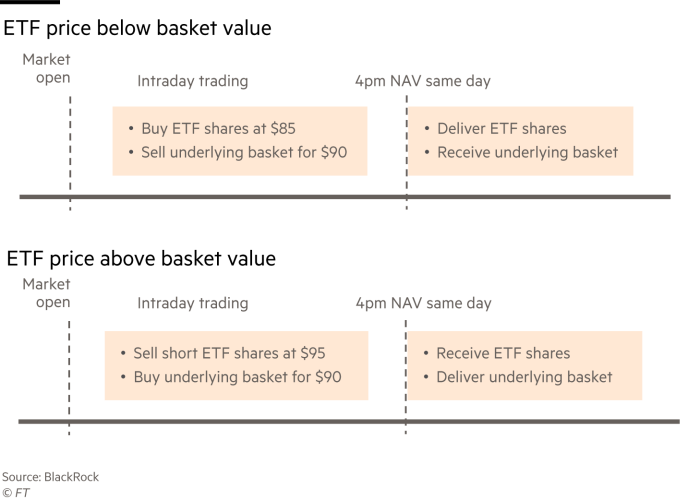 ETF price below basket value
Market
open
Intraday trading
4pm NAV same day
• Buy ETF shares at $85
• Sell underlying basket for $90
• Deliver ETF shares
• Receive underlying basket
ETF price above basket value
Market
open
Intraday trading
4pm NAV same day
• Sell short ETF shares at $95
• Buy underlying basket for $90
• Receive ETF shares
• Deliver underlying basket
Source: BlackRock
© FT